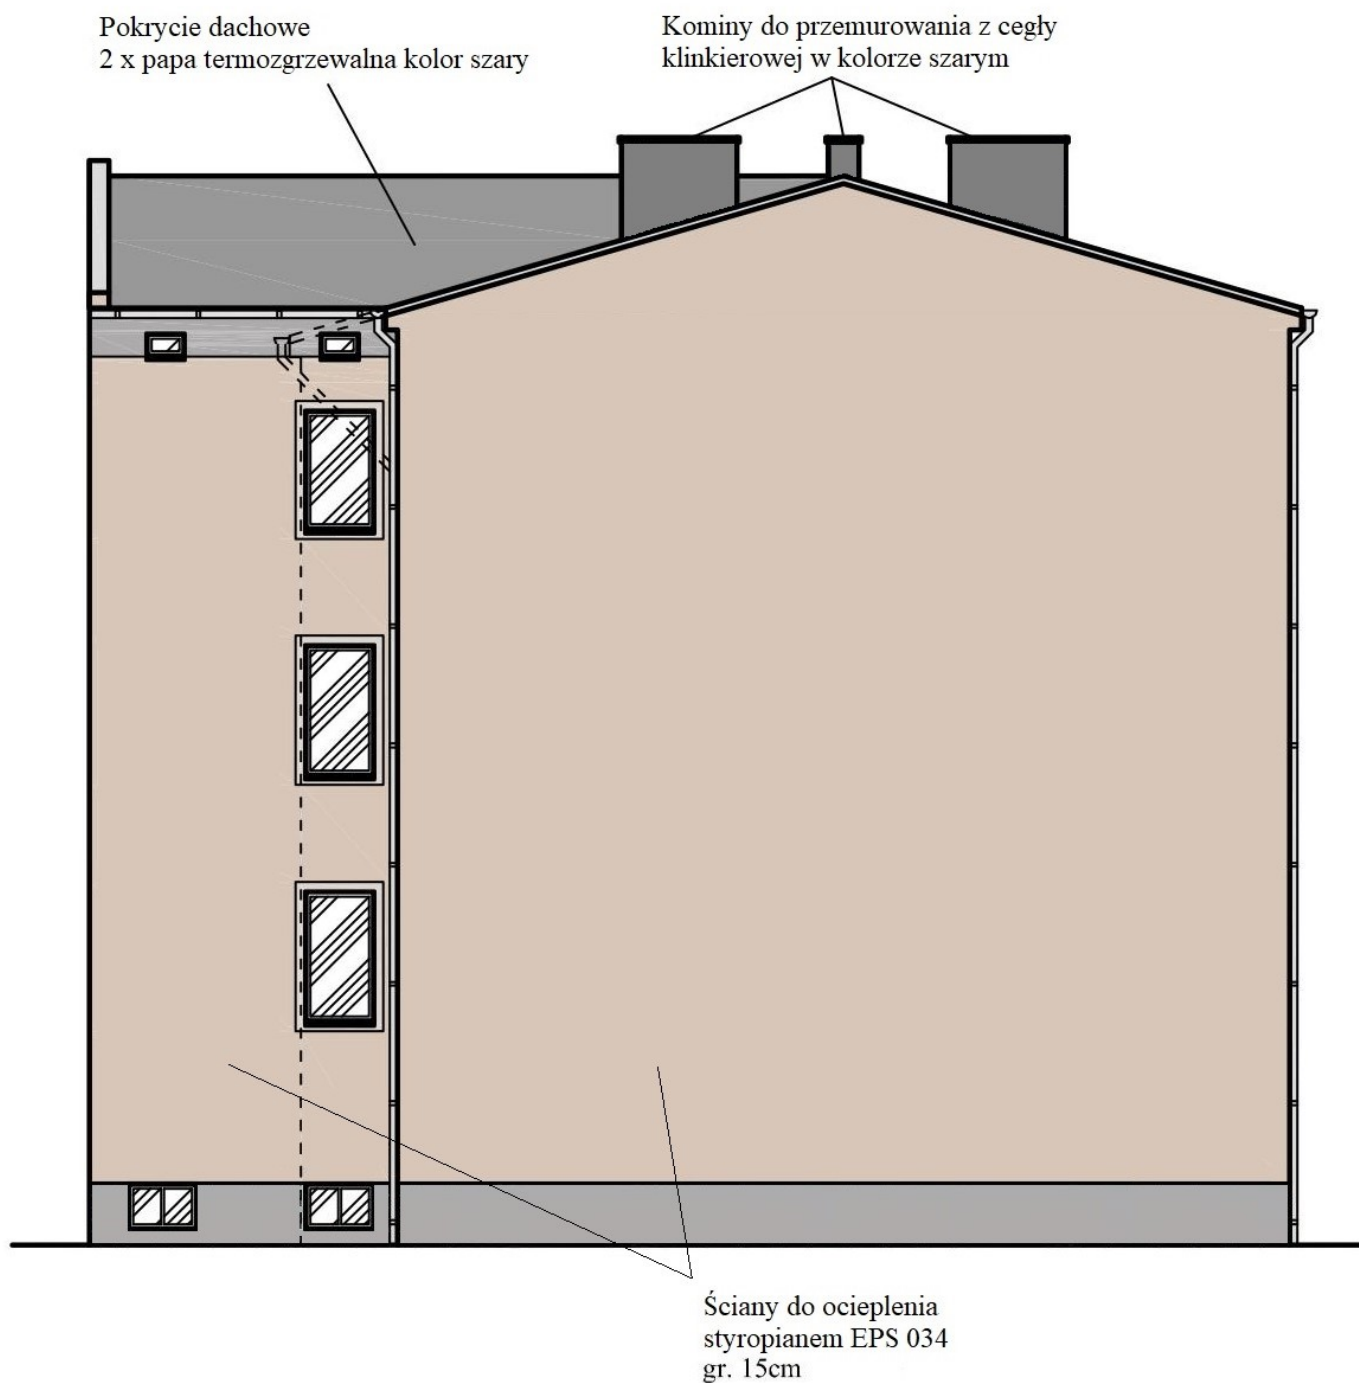 Pokrycie dachowe
2 x papa termozgrzewalna kolor szary
Kominy do przemurowania z cegły
klinkierowej w kolorze szarym
Ściany do ocieplenia
styropianem EPS 034
gr. 15cm